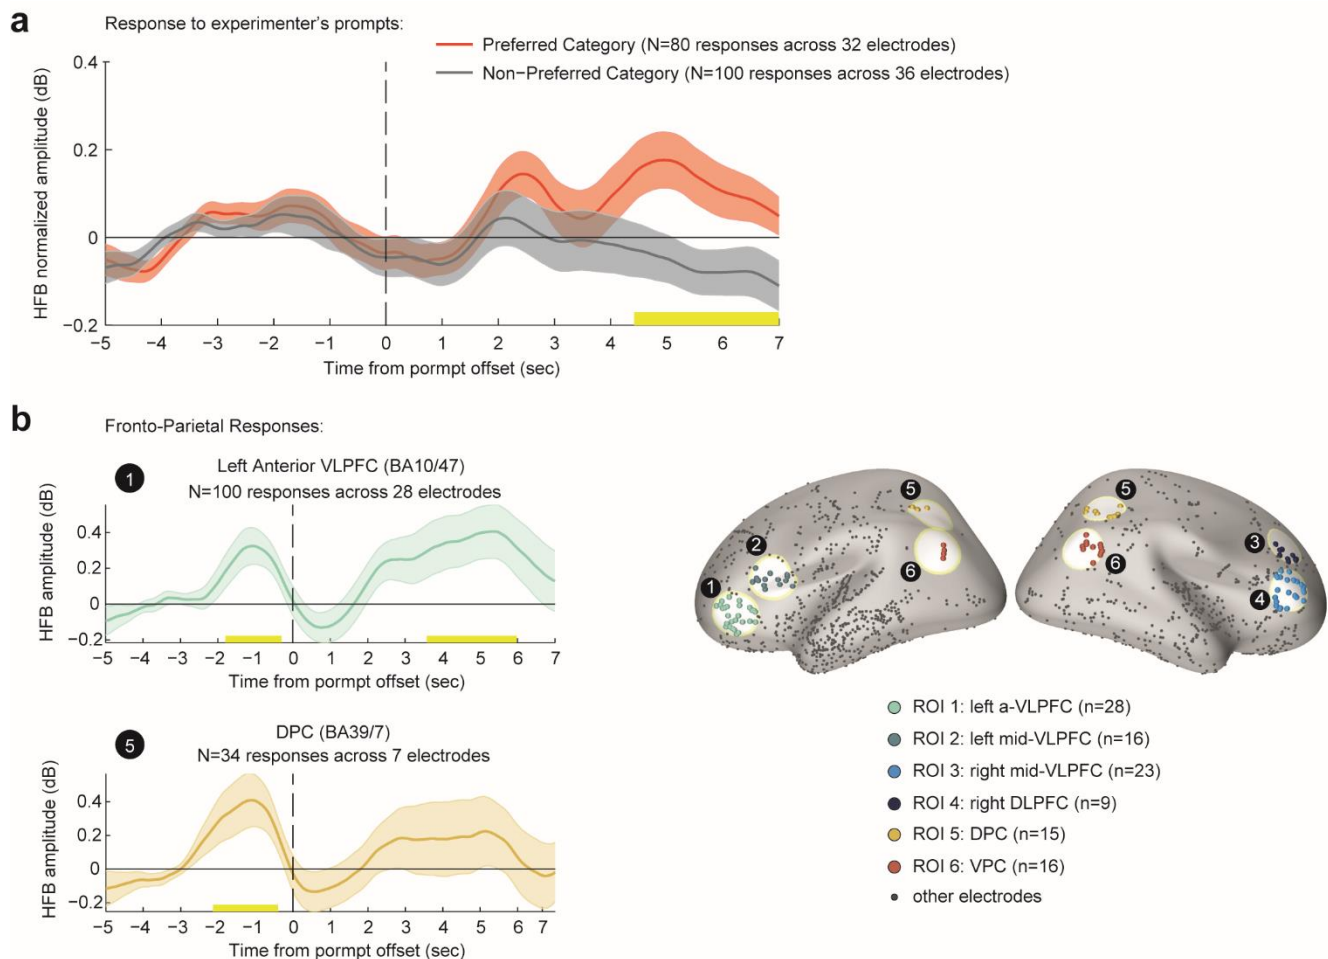 a
Response to experimenter's prompts:
Preferred Category (N=80 responses across 32 electrodes)
Non-Preferred Category (N=100 responses across 36 electrodes)
HFB normalized amplitude (dB)
0.4
0.2
0
−0.2
−5 −4 −3 −2 −1 0 1 2 3 4 5 6 7
Time from pormpt offset (sec)
b
Fronto-Parietal Responses:
1
Left Anterior VLPFC (BA10/47)
N=100 responses across 28 electrodes
HFB amplitude (dB)
0.4
0.2
0
−0.2
−5 −4 −3 −2 −1 0 1 2 3 4 5 6 7
Time from pormpt offset (sec)
5
DPC (BA39/7)
N=34 responses across 7 electrodes
HFB amplitude (dB)
0.4
0.2
0
−0.2
−5 −4 −3 −2 −1 0 1 2 3 4 5 6 7
Time from pormpt offset (sec)
1
2
5
6
5
6
3
4
ROI 1: left a-VLPFC (n=28)
ROI 2: left mid-VLPFC (n=16)
ROI 3: right mid-VLPFC (n=23)
ROI 4: right DLPFC (n=9)
ROI 5: DPC (n=15)
ROI 6: VPC (n=16)
other electrodes